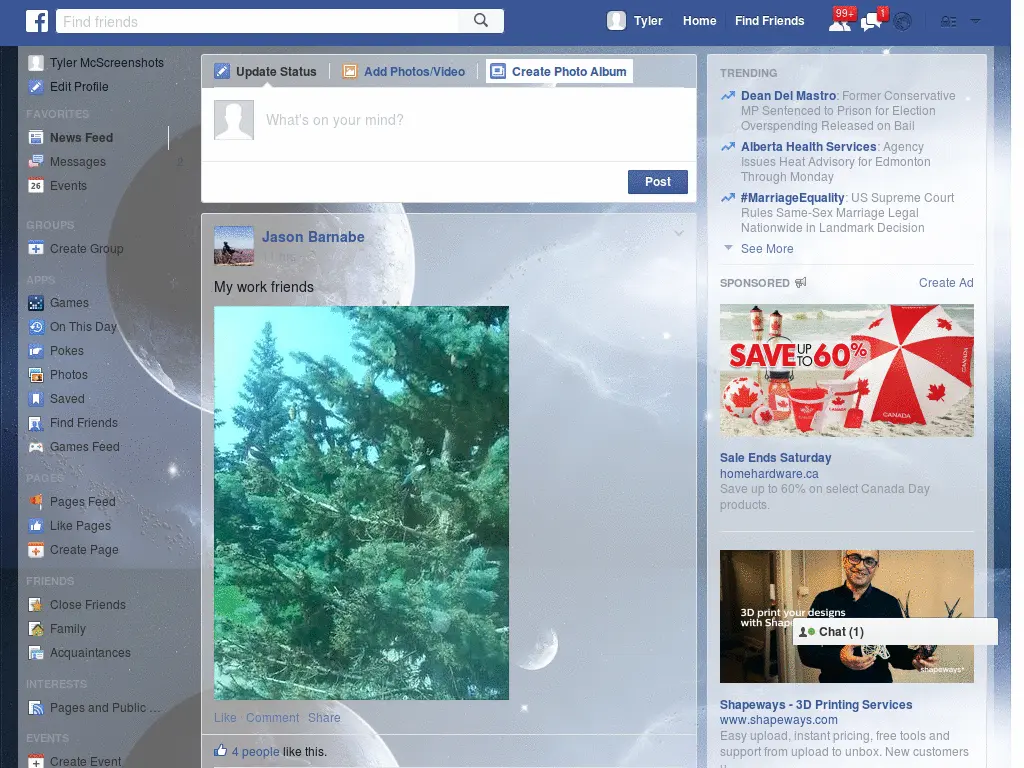 Find friends
Tyler
Home
Find Friends
99+
1
Tyler McScreenshots
Edit Profile
FAVORITES
News Feed
Messages
2
26
Events
GROUPS
Create Group
APPS
Games
On This Day
Pokes
Photos
Saved
Find Friends
Games Feed
PAGES
Pages Feed
Like Pages
Create Page
FRIENDS
Close Friends
Family
Acquaintances
INTERESTS
Pages and Public ...
EVENTS
Create Event
Update Status
Add Photos/Video
Create Photo Album
What's on your mind?
Post
Jason Barnabe
My work friends
Like · Comment · Share
4 people like this.
TRENDING
Dean Del Mastro: Former Conservative
MP Sentenced to Prison for Election
Overspending Released on Bail
Alberta Health Services: Agency
Issues Heat Advisory for Edmonton
Through Monday
#MarriageEquality: US Supreme Court
Rules Same-Sex Marriage Legal
Nationwide in Landmark Decision
See More
SPONSORED
Create Ad
SAVE UP TO 60%
CANADA
CANADA
Sale Ends Saturday
homehardware.ca
Save up to 60% on select Canada Day
products.
3D print your designs
with Shap
shapeways
Chat (1)
Shapeways - 3D Printing Services
www.shapeways.com
Easy upload, instant pricing, free tools and
support from upload to unbox. New customers